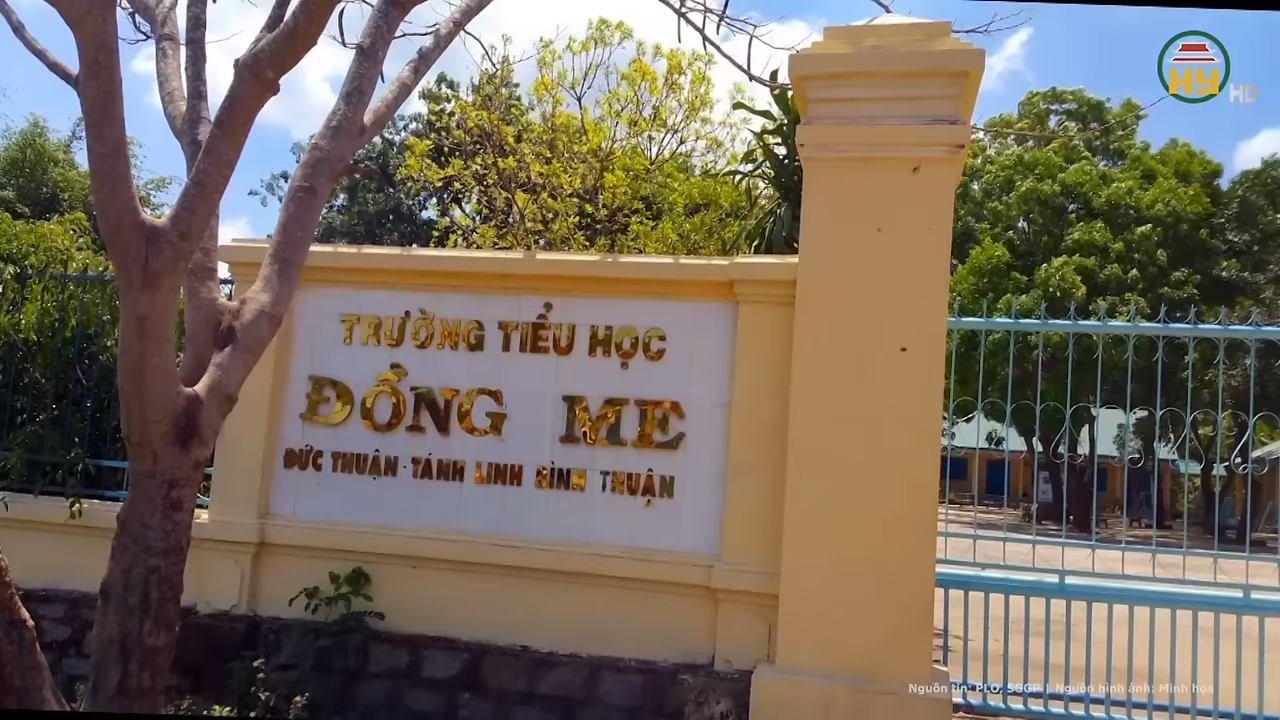 HY HD
TRƯỜNG TIỂU HỌC
ĐỒNG ME
ĐỨC THUẬN - TÁNH LINH BÌNH THUẬN
Nguồn tin: PLO, SGGP | Nguồn hình ảnh: Minh họa